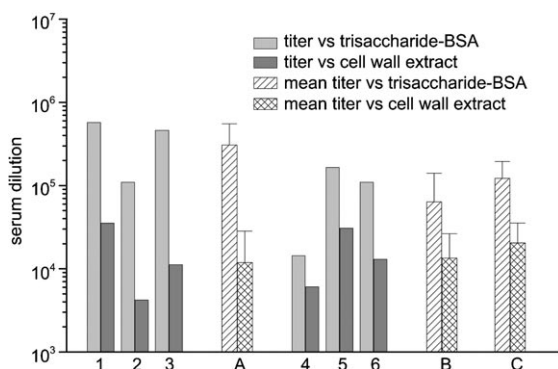 10⁷
10⁶
10⁵
10⁴
10³
serum dilution
titer vs trisaccharide-BSA
titer vs cell wall extract
mean titer vs trisaccharide-BSA
mean titer vs cell wall extract
1 2 3 A 4 5 6 B C